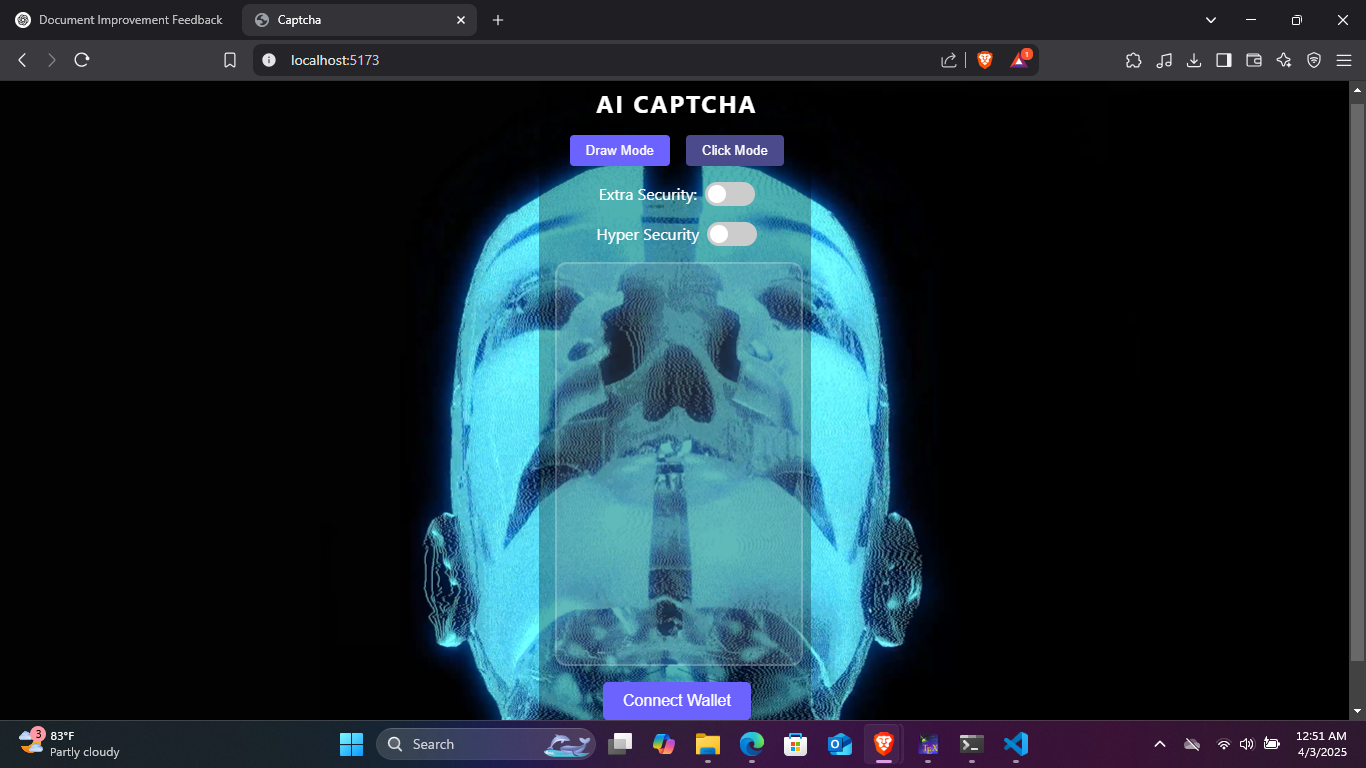 Document Improvement Feedback
Captcha
localhost:5173
1
AI CAPTCHA
Draw Mode
Click Mode
Extra Security:
Hyper Security
Connect Wallet
3
83°F
Partly cloudy
Search
TEX
12:51 AM
4/3/2025